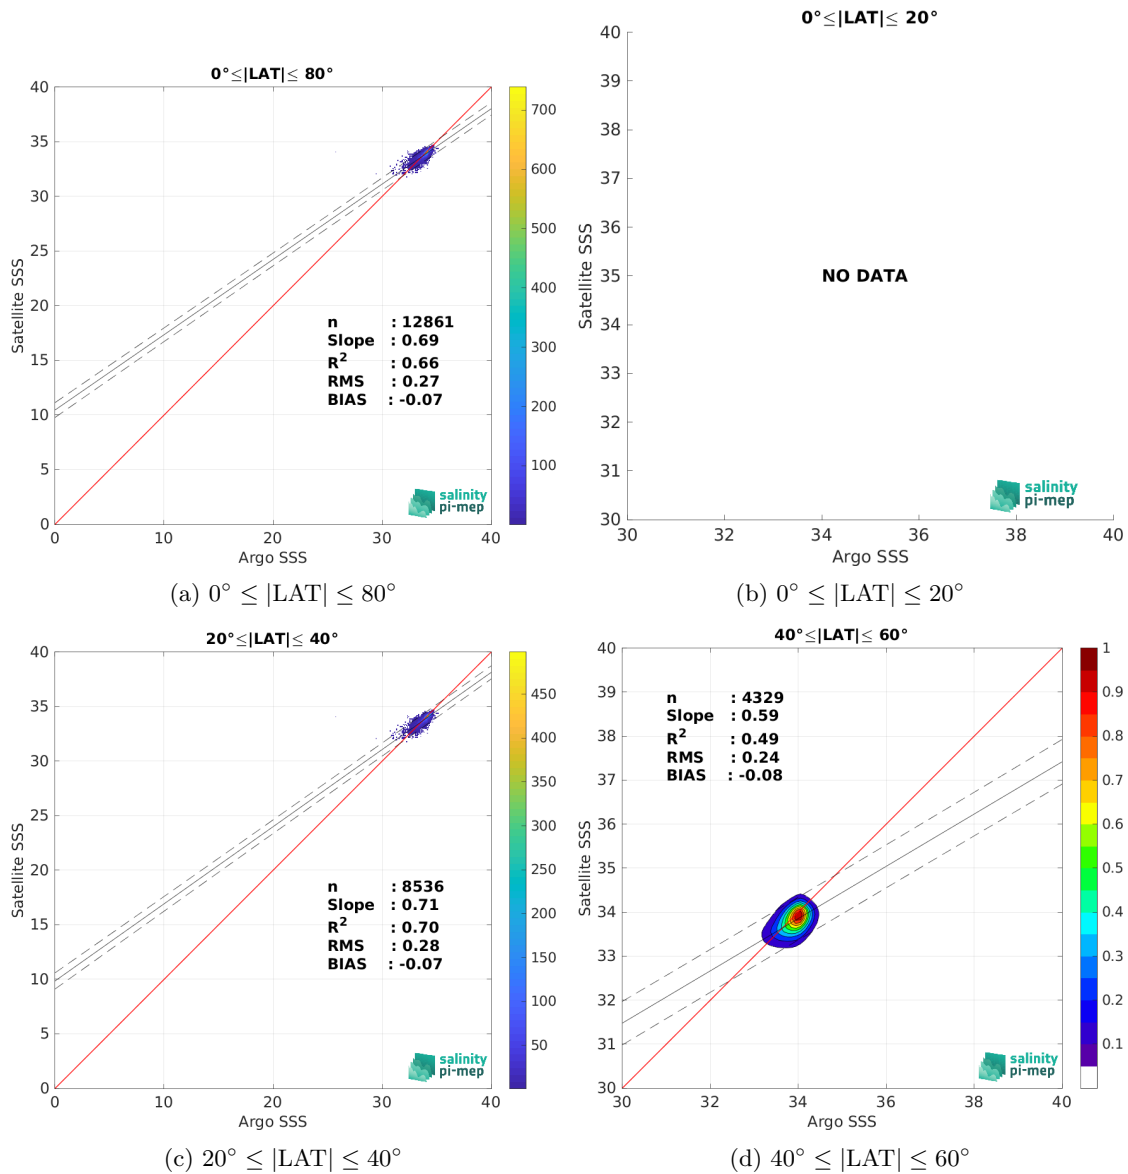 0°≤|LAT|≤ 80°
40
35
30
25
20
15
10
5
0
0
10
20
30
40
Satellite SSS
Argo SSS
n : 12861
Slope : 0.69
R² : 0.66
RMS : 0.27
BIAS : -0.07
salinity
pi-mep
700
600
500
400
300
200
100
(a) 0° ≤ |LAT| ≤ 80°
0°≤|LAT|≤ 20°
40
39
38
37
36
35
34
33
32
31
30
30
32
34
36
38
40
Satellite SSS
Argo SSS
NO DATA
salinity
pi-mep
(b) 0° ≤ |LAT| ≤ 20°
20°≤|LAT|≤ 40°
40
35
30
25
20
15
10
5
0
0
10
20
30
40
Satellite SSS
Argo SSS
n : 8536
Slope : 0.71
R² : 0.70
RMS : 0.28
BIAS : -0.07
salinity
pi-mep
450
400
350
300
250
200
150
100
50
(c) 20° ≤ |LAT| ≤ 40°
40°≤|LAT|≤ 60°
40
39
38
37
36
35
34
33
32
31
30
30
32
34
36
38
40
Satellite SSS
Argo SSS
n : 4329
Slope : 0.59
R² : 0.49
RMS : 0.24
BIAS : -0.08
salinity
pi-mep
1
0.9
0.8
0.7
0.6
0.5
0.4
0.3
0.2
0.1
(d) 40° ≤ |LAT| ≤ 60°